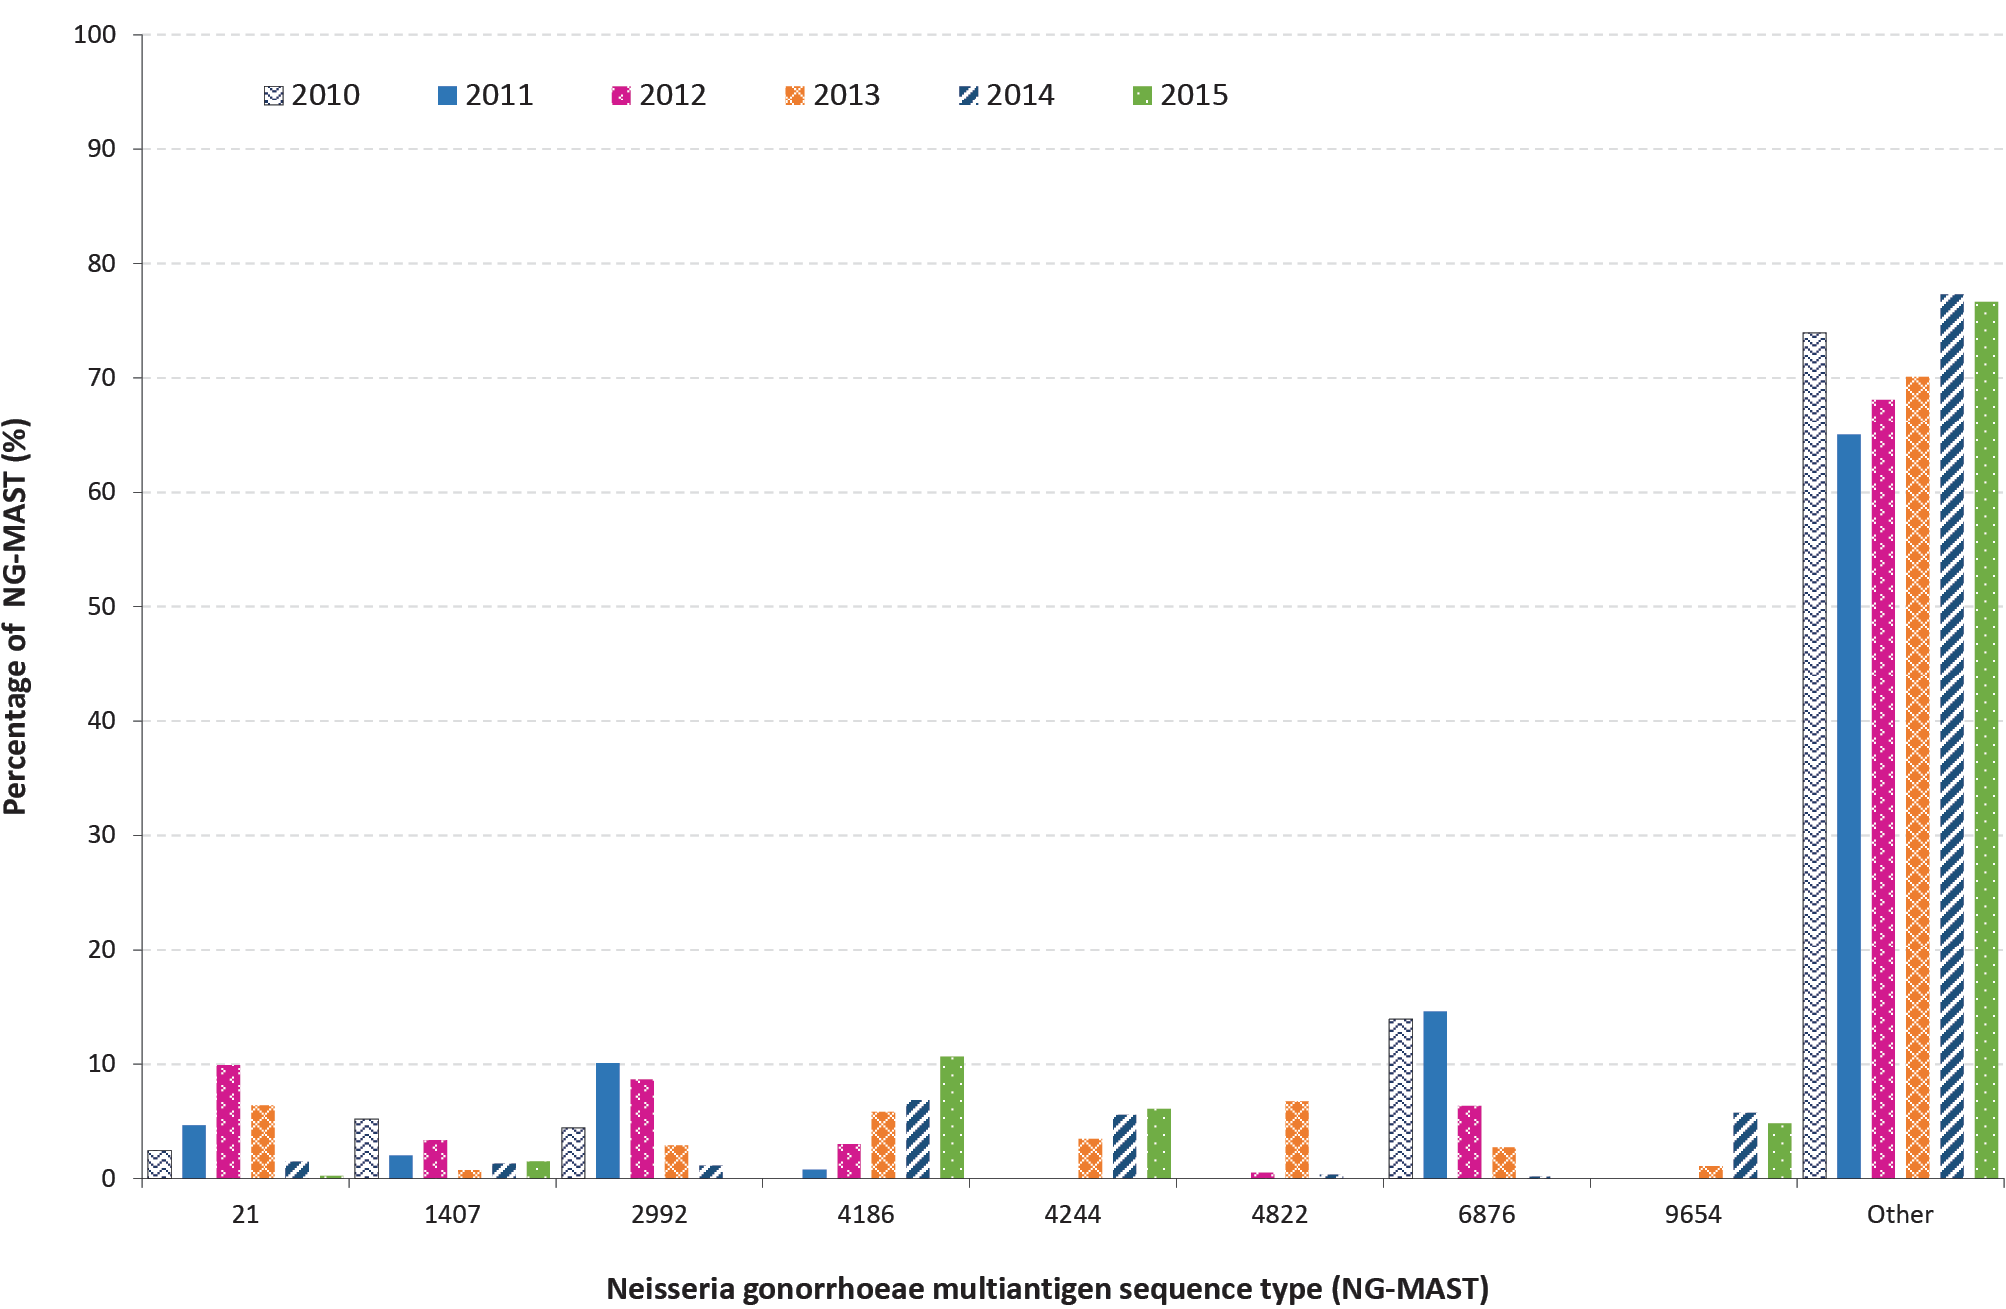 100
2010 2011 2012 2013 2014 2015
90
80
70
60
50
40
30
20
10
0
Percentage of NG-MAST (%)
21 1407 2992 4186 4244 4822 6876 9654 Other
Neisseria gonorrhoeae multiantigen sequence type (NG-MAST)